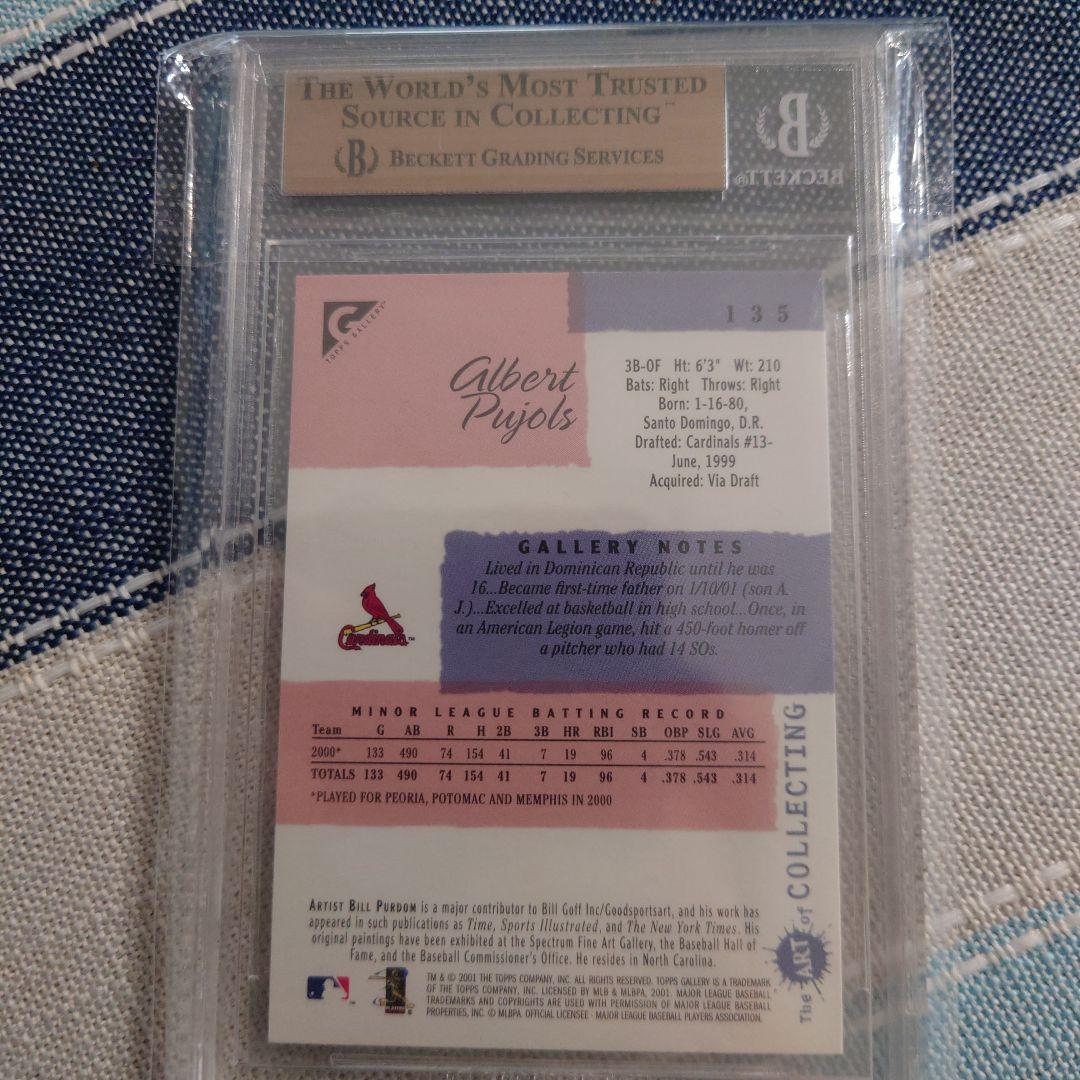 THE WORLD'S MOST TRUSTED
SOURCE IN COLLECTING™
B BECKETT GRADING SERVICES
B
BECKETT®
G
TOPPS GALLERY
135
Albert
Pujols
3B-OF Ht: 6'3" Wt: 210
Bats: Right Throws: Right
Born: 1-16-80,
Santo Domingo, D.R.
Drafted: Cardinals #13-
June, 1999
Acquired: Via Draft
GALLERY NOTES
Lived in Dominican Republic until he was
16...Became first-time father on 1/10/01 (son A.
J.)...Excelled at basketball in high school...Once, in
an American Legion game, hit a 450-foot homer off
a pitcher who had 14 SOs.
Cardinals™
MINOR LEAGUE BATTING RECORD
Team G AB R H 2B 3B HR RBI SB OBP SLG AVG
2000* 133 490 74 154 41 7 19 96 4 .378 .543 .314
TOTALS 133 490 74 154 41 7 19 96 4 .378 .543 .314
*PLAYED FOR PEORIA, POTOMAC AND MEMPHIS IN 2000
The ART of COLLECTING
ARTIST BILL PURDOM is a major contributor to Bill Goff Inc/Goodsportsart, and his work has
appeared in such publications as Time, Sports Illustrated, and The New York Times. His
original paintings have been exhibited at the Spectrum Fine Art Gallery, the Baseball Hall of
Fame, and the Baseball Commissioner's Office. He resides in North Carolina.
TM & © 2001 THE TOPPS COMPANY, INC. ALL RIGHTS RESERVED. TOPPS GALLERY IS A TRADEMARK
OF THE TOPPS COMPANY, INC. LICENSED BY MLB & MLBPA, 2001. MAJOR LEAGUE BASEBALL
TRADEMARKS AND COPYRIGHTS ARE USED WITH PERMISSION OF MAJOR LEAGUE BASEBALL
PROPERTIES, INC. © MLBPA. OFFICIAL LICENSEE - MAJOR LEAGUE BASEBALL PLAYERS ASSOCIATION.